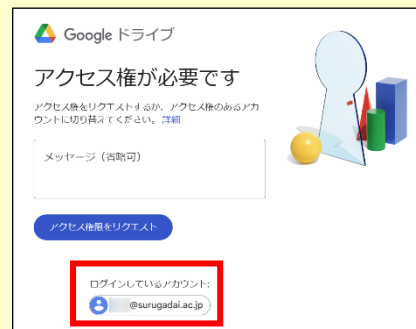 Google ドライブ
アクセス権が必要です
アクセス権をリクエストするか、アクセス権のあるアカ
ウントに切り替えてください。 詳細
メッセージ（省略可）
アクセス権限をリクエスト
ログインしているアカウント:
@surugadai.ac.jp